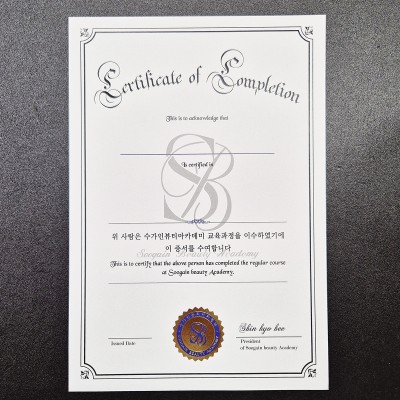 Certificate of Completion
This is to acknowledge that
Is certified in
위 사람은 수가인뷰티아카데미 교육과정을 이수하였기에
이 증서를 수여합니다
Soogain Beauty Academy
This is to certify that the above person has completed the regular course
at Soogain beauty Academy.
Shin hyo hee
Issued Date
President
of Soogain beauty Academy